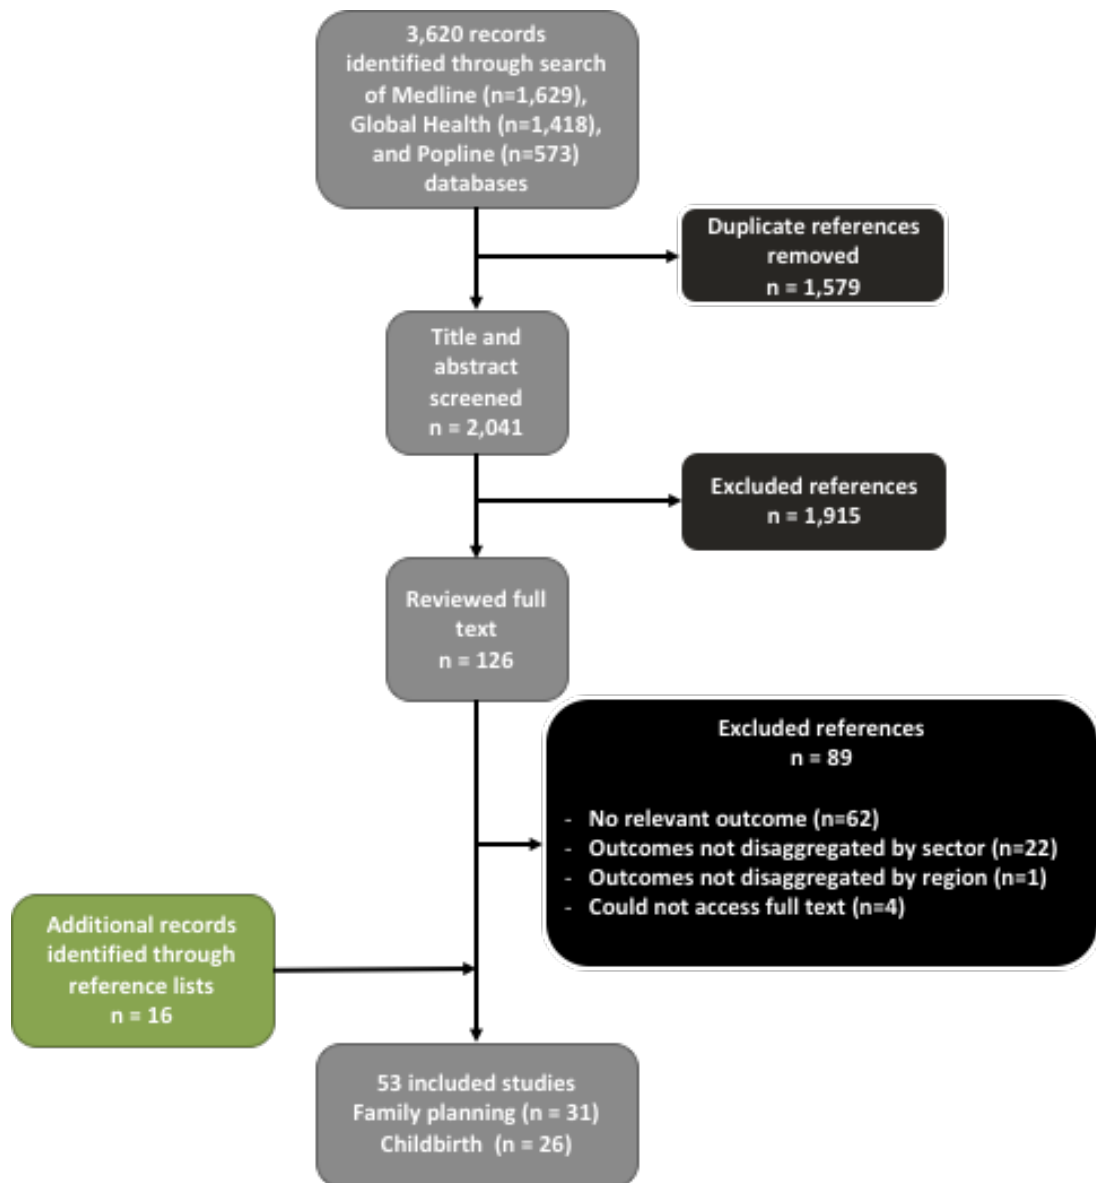 3,620 records
identified through search
of Medline (n=1,629),
Global Health (n=1,418),
and Popline (n=573)
databases
Duplicate references
removed
n = 1,579
Title and
abstract
screened
n = 2,041
Excluded references
n = 1,915
Reviewed full
text
n = 126
Excluded references
n = 89
- No relevant outcome (n=62)
- Outcomes not disaggregated by sector (n=22)
- Outcomes not disaggregated by region (n=1)
- Could not access full text (n=4)
Additional records
identified through
reference lists
n = 16
53 included studies
Family planning (n = 31)
Childbirth (n = 26)